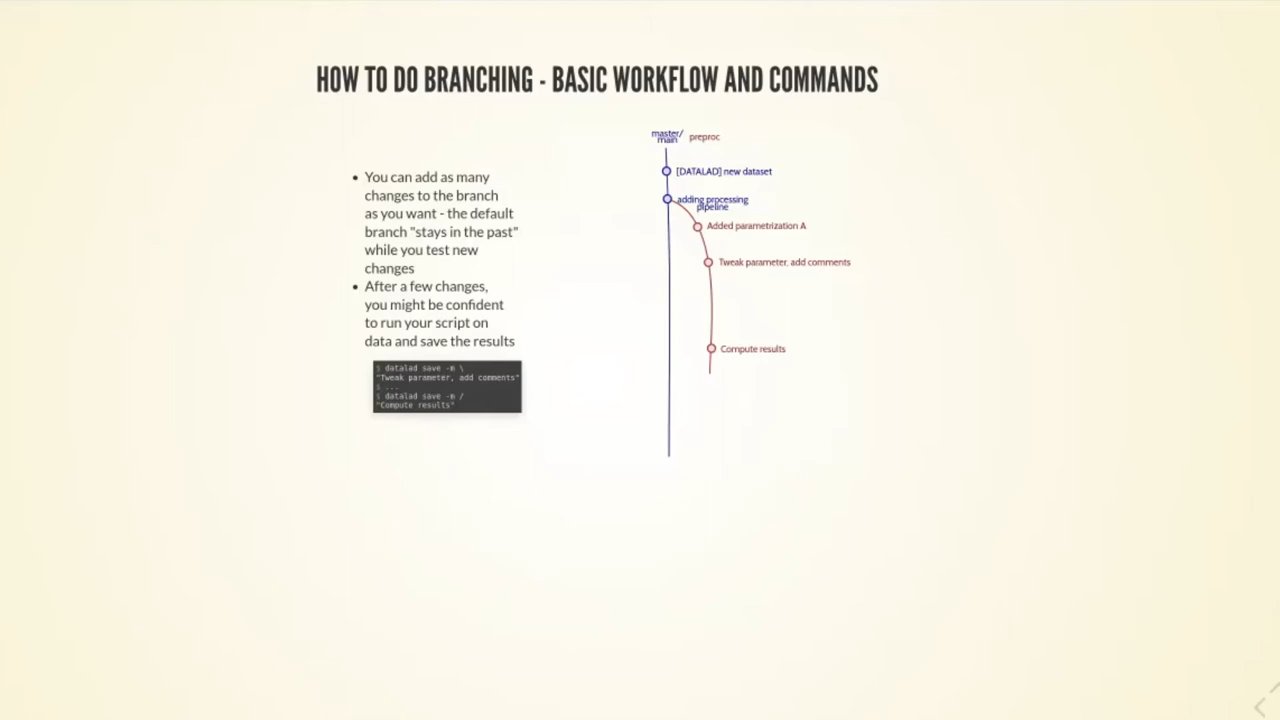 HOW TO DO BRANCHING - BASIC WORKFLOW AND COMMANDS
You can add as many
changes to the branch
as you want - the default
branch "stays in the past"
while you test new
changes
After a few changes,
you might be confident
to run your script on
data and save the results
$ datalad save -m \
"Tweak parameter, add comments"
$ ...
$ datalad save -m /
"Compute results"
master/
main
preproc
[DATALAD] new dataset
adding processing
pipeline
Added parametrization A
Tweak parameter, add comments
Compute results